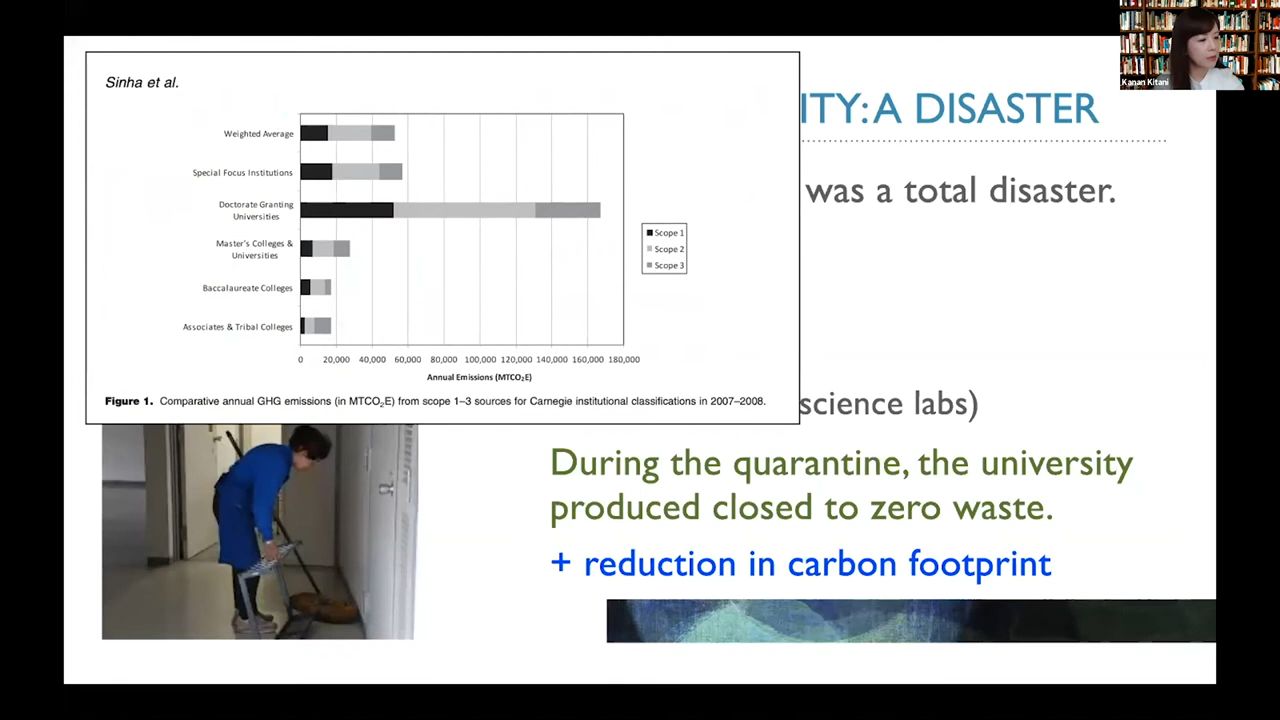 Kanan Kitani
ITY: A DISASTER
was a total disaster.
science labs)
During the quarantine, the university
produced closed to zero waste.
+ reduction in carbon footprint
Sinha et al.
Weighted Average
Special Focus Institutions
Doctorate Granting
Universities
Master's Colleges &
Universities
Baccalaureate Colleges
Associates & Tribal Colleges
Scope 1
Scope 2
Scope 3
0 20,000 40,000 60,000 80,000 100,000 120,000 140,000 160,000 180,000
Annual Emissions (MTCO₂E)
Figure 1. Comparative annual GHG emissions (in MTCO₂E) from scope 1–3 sources for Carnegie institutional classifications in 2007–2008.